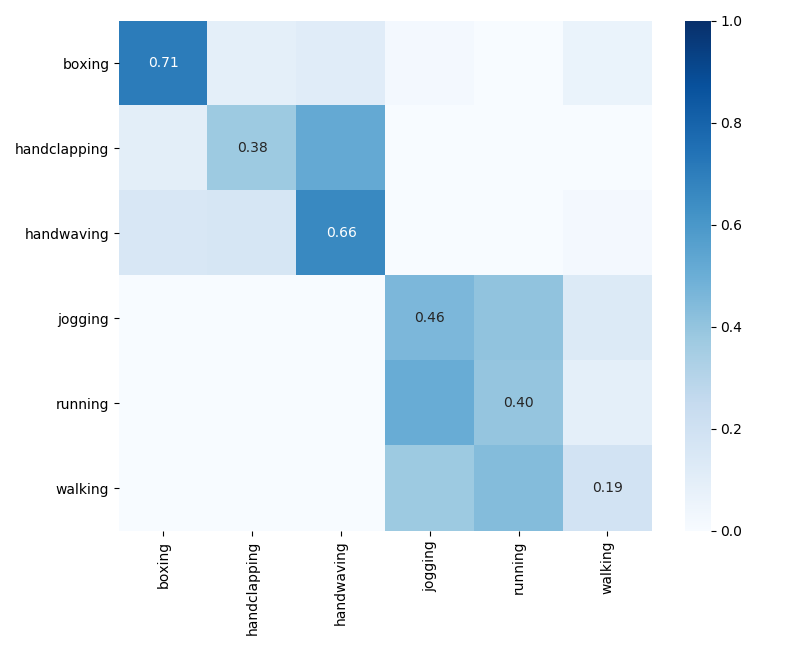 1.0
boxing
0.71
0.8
handclapping
0.38
0.6
handwaving
0.66
jogging
0.46
0.4
running
0.40
0.2
walking
0.19
0.0
boxing
handclapping
handwaving
jogging
running
walking